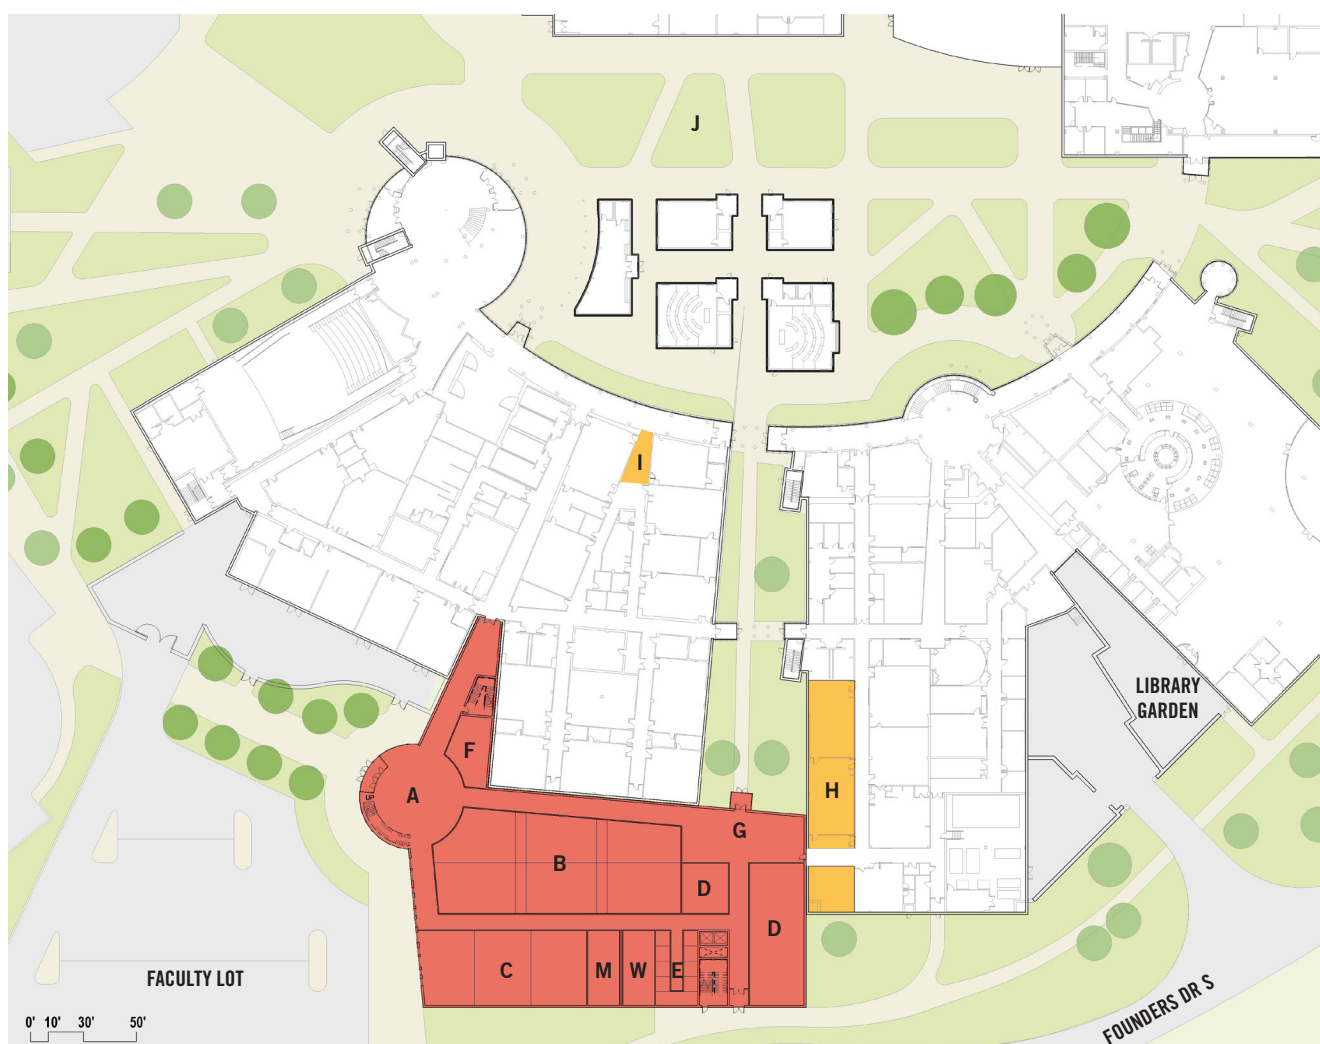 J
I
LIBRARY
GARDEN
F
A
H
G
B
D
D
C
M
W
E
FACULTY LOT
FOUNDERS DR S
0' 10' 30' 50'